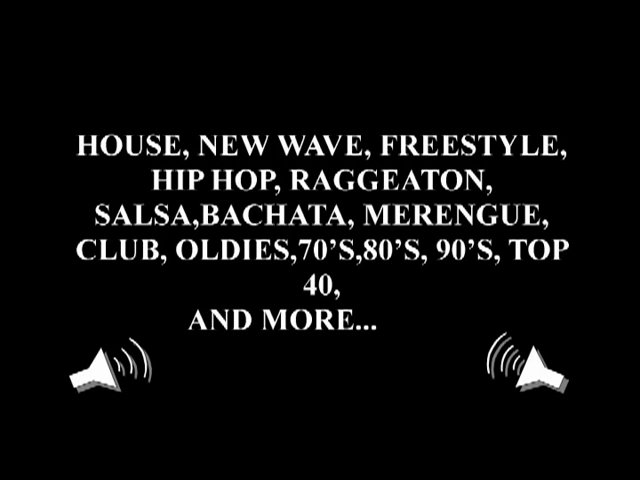 HOUSE, NEW WAVE, FREESTYLE,
HIP HOP, RAGGEATON,
SALSA,BACHATA, MERENGUE,
CLUB, OLDIES,70’S,80’S, 90’S, TOP
40,
AND MORE...